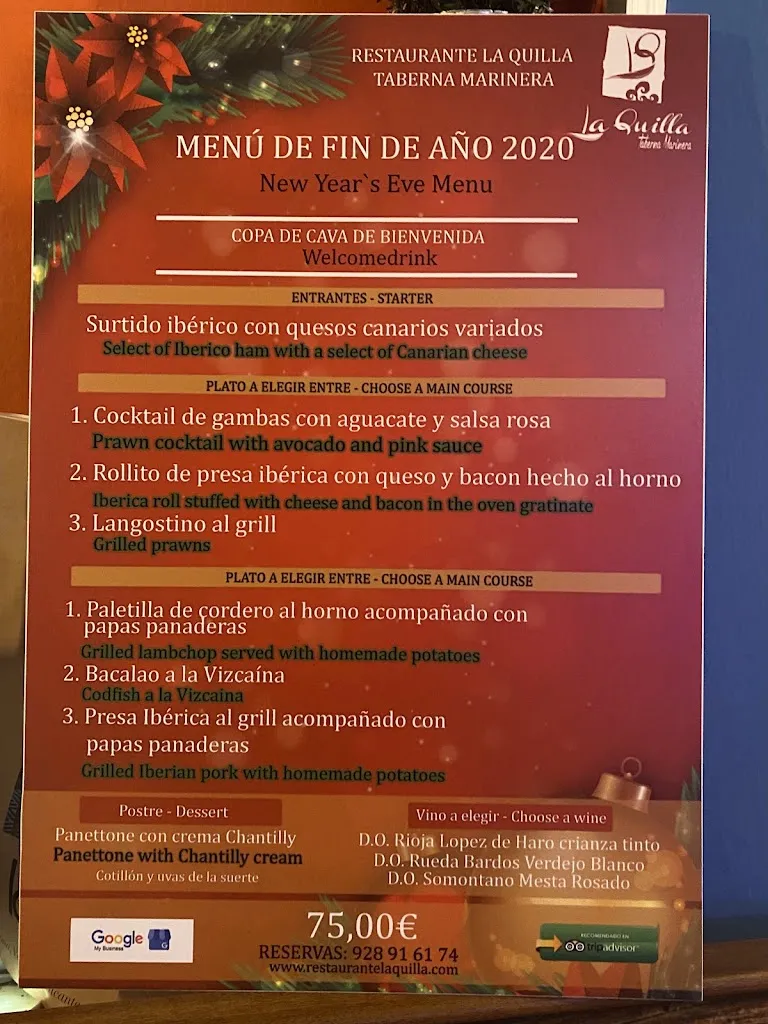 RESTAURANTE LA QUILLA
TABERNA MARINERA
La Quilla
Taberna Marinera
MENÚ DE FIN DE AÑO 2020
New Year`s Eve Menu
COPA DE CAVA DE BIENVENIDA
Welcomedrink
ENTRANTES - STARTER
Surtido ibérico con quesos canarios variados
Select of Iberico ham with a select of Canarian cheese
PLATO A ELEGIR ENTRE - CHOOSE A MAIN COURSE
1. Cocktail de gambas con aguacate y salsa rosa
Prawn cocktail with avocado and pink sauce
2. Rollito de presa ibérica con queso y bacon hecho al horno
Iberica roll stuffed with cheese and bacon in the oven gratinate
3. Langostino al grill
Grilled prawns
PLATO A ELEGIR ENTRE - CHOOSE A MAIN COURSE
1. Paletilla de cordero al horno acompañado con
papas panaderas
Grilled lambchop served with homemade potatoes
2. Bacalao a la Vizcaína
Codfish a la Vizcaina
3. Presa Ibérica al grill acompañado con
papas panaderas
Grilled Iberian pork with homemade potatoes
Postre - Dessert
Panettone con crema Chantilly
Panettone with Chantilly cream
Cotillón y uvas de la suerte
Vino a elegir - Choose a wine
D.O. Rioja Lopez de Haro crianza tinto
D.O. Rueda Bardos Verdejo Blanco
D.O. Somontano Mesta Rosado
75,00€
RESERVAS: 928 91 61 74
www.restaurantelaquilla.com
Google
My Business
G
RECOMENDADO EN
tripadvisor